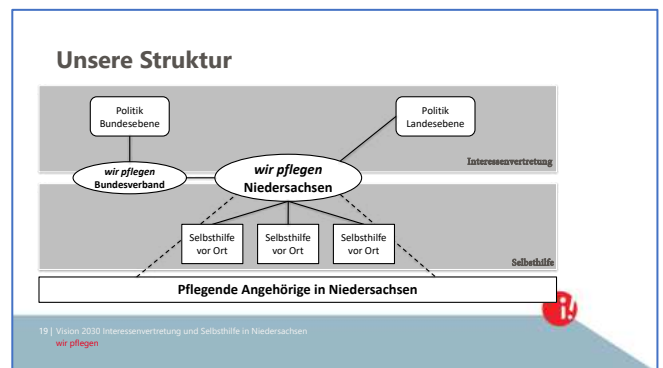 Unsere Struktur
Politik
Bundesebene
Politik
Landesebene
Interessenvertretung
wir pflegen
Bundesverband
wir pflegen
Niedersachsen
Selbsthilfe
vor Ort
Selbsthilfe
vor Ort
Selbsthilfe
vor Ort
Selbsthilfe
Pflegende Angehörige in Niedersachsen
i!
19 | Vision 2030 Interessenvertretung und Selbsthilfe in Niedersachsen
wir pflegen